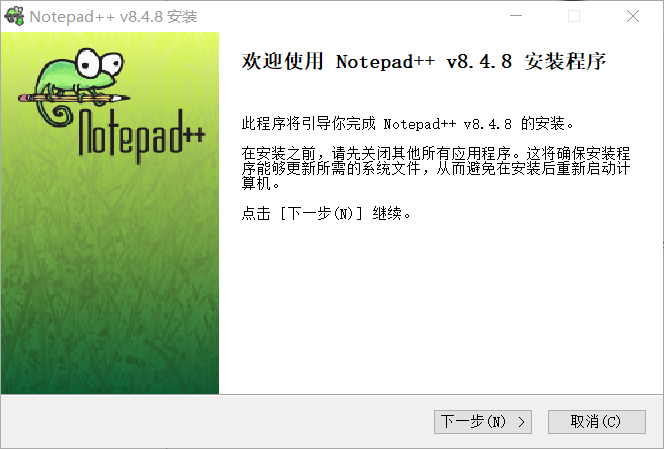 Notepad++ v8.4.8 安装
Notepad++
欢迎使用 Notepad++ v8.4.8 安装程序
此程序将引导你完成 Notepad++ v8.4.8 的安装。
在安装之前，请先关闭其他所有应用程序。这将确保安装程
序能够更新所需的系统文件，从而避免在安装后重新启动计
算机。
点击 [下一步(N)] 继续。
下一步(N) >
取消(C)